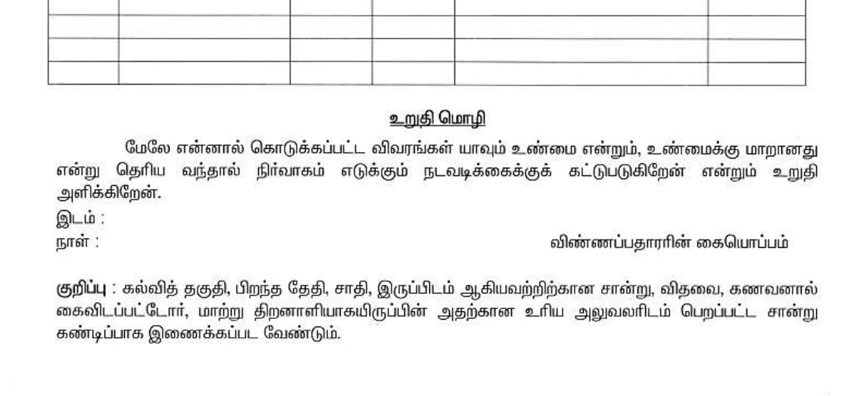 உறுதி மொழி
மேலே என்னால் கொடுக்கப்பட்ட விவரங்கள் யாவும் உண்மை என்றும், உண்மைக்கு மாறானது
என்று தெரிய வந்தால் நிர்வாகம் எடுக்கும் நடவடிக்கைக்குக் கட்டுபடுகிறேன் என்றும் உறுதி
அளிக்கிறேன்.
இடம் :
நாள் : விண்ணப்பதாரரின் கையொப்பம்
குறிப்பு : கல்வித் தகுதி, பிறந்த தேதி, சாதி, இருப்பிடம் ஆகியவற்றிற்கான சான்று, விதவை, கணவனால்
கைவிடப்பட்டோர், மாற்று திறனாளியாகயிருப்பின் அதற்கான உரிய அலுவலரிடம் பெறப்பட்ட சான்று
கண்டிப்பாக இணைக்கப்பட வேண்டும்.